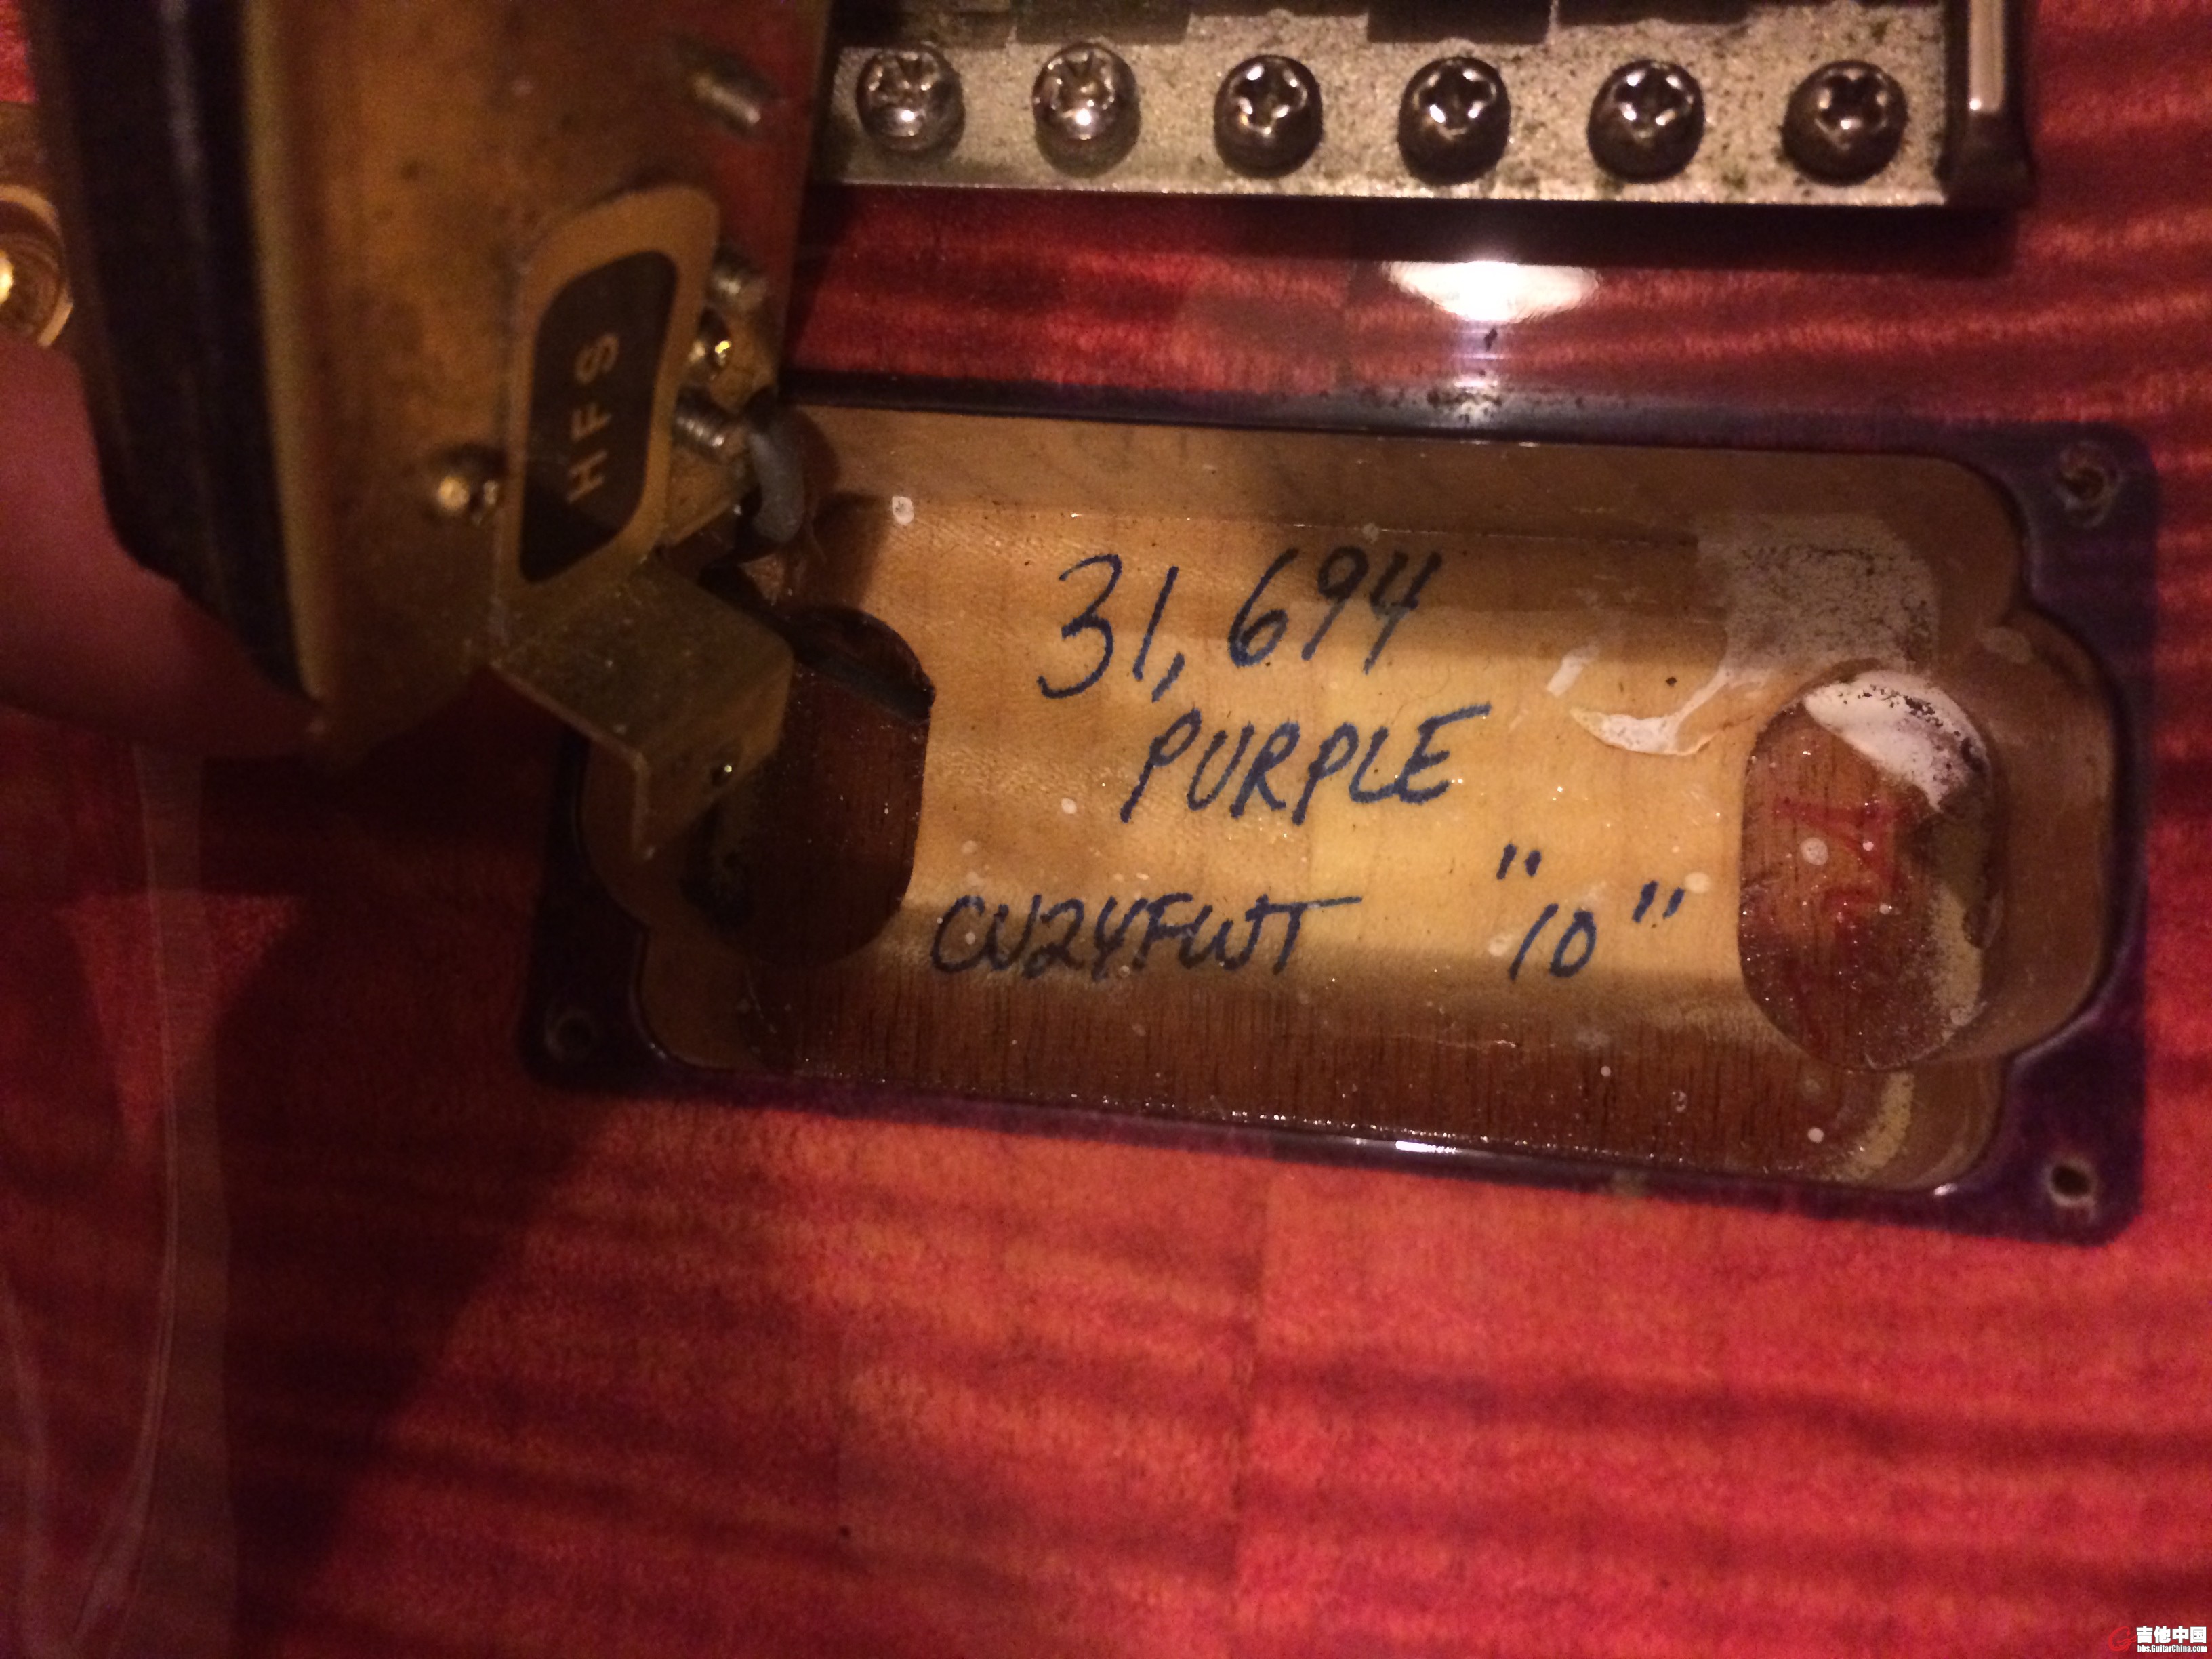 HFS
31,694
PURPLE
CU24FWT "10"
吉他中国
bbs.GuitarChina.com